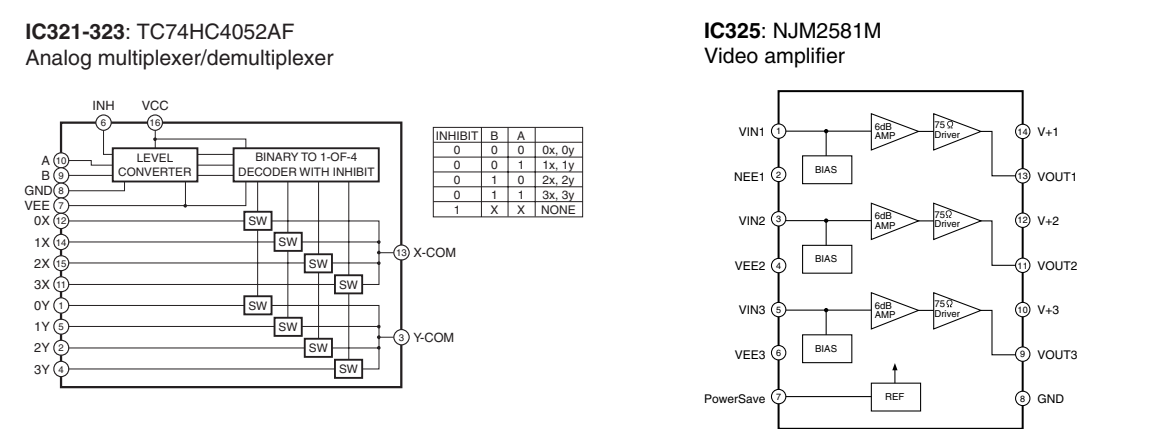 IC321-323: TC74HC4052AF
Analog multiplexer/demultiplexer
INH VCC
6 16
A 10
B 9
GND 8
VEE 7
0X 12
1X 14
2X 15
3X 11
0Y 1
1Y 5
2Y 2
3Y 4
LEVEL
CONVERTER
BINARY TO 1-OF-4
DECODER WITH INHIBIT
SW
SW
SW
SW
SW
SW
SW
SW
13 X-COM
3 Y-COM
INHIBIT B A
0 0 0 0x, 0y
0 0 1 1x, 1y
0 1 0 2x, 2y
0 1 1 3x, 3y
1 X X NONE
IC325: NJM2581M
Video amplifier
VIN1 1
NEE1 2
VIN2 3
VEE2 4
VIN3 5
VEE3 6
PowerSave 7
BIAS
6dB
AMP
75Ω
Driver
BIAS
6dB
AMP
75Ω
Driver
BIAS
6dB
AMP
75Ω
Driver
REF
14 V+1
13 VOUT1
12 V+2
11 VOUT2
10 V+3
9 VOUT3
8 GND